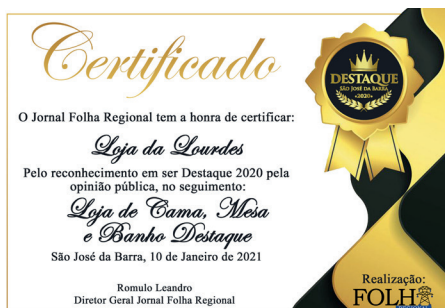 Certificado
DESTAQUE
SÃO JOSÉ DA BARRA
2020
O Jornal Folha Regional tem a honra de certificar:
Loja da Lourdes
Pelo reconhecimento em ser Destaque 2020 pela
opinião pública, no seguimento:
Loja de Cama, Mesa
e Banho Destaque
São José da Barra, 10 de Janeiro de 2021
Romulo Leandro
Diretor Geral Jornal Folha Regional
Realização:
FOLH